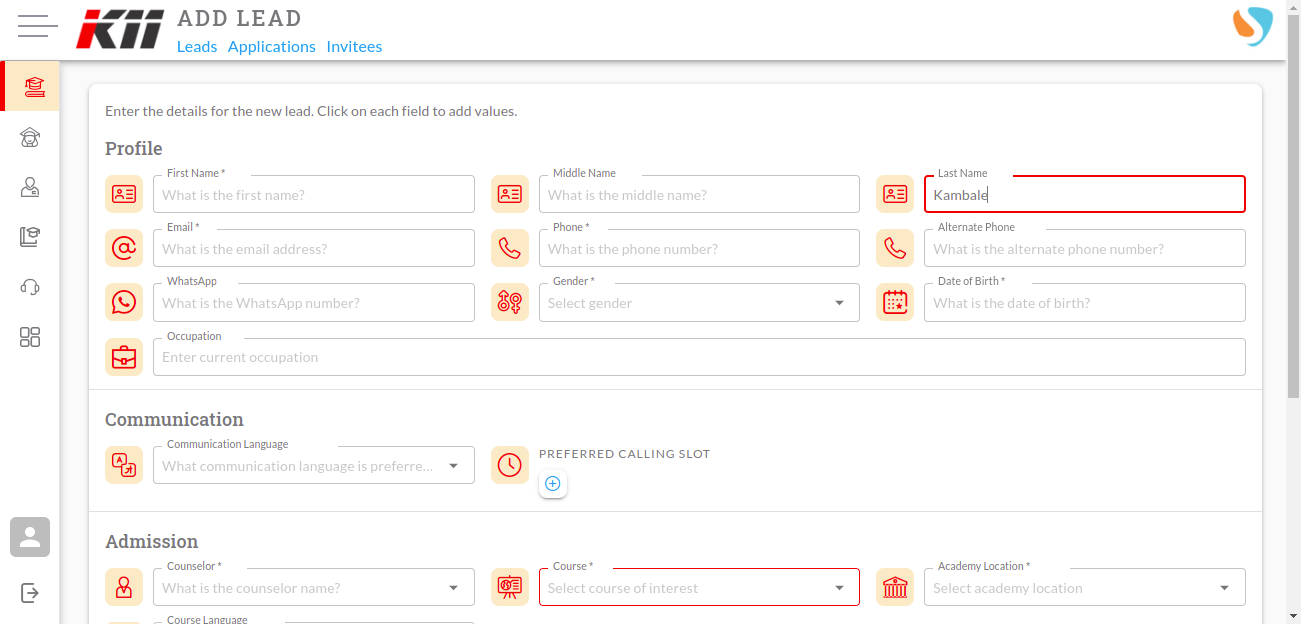 KII
ADD LEAD
Leads Applications Invitees
Enter the details for the new lead. Click on each field to add values.
Profile
First Name *
What is the first name?
Middle Name
What is the middle name?
Last Name
Kambale
Email *
What is the email address?
Phone *
What is the phone number?
Alternate Phone
What is the alternate phone number?
WhatsApp
What is the WhatsApp number?
Gender *
Select gender
Date of Birth *
What is the date of birth?
Occupation
Enter current occupation
Communication
Communication Language
What communication language is preferre...
PREFERRED CALLING SLOT
Admission
Counselor *
What is the counselor name?
Course *
Select course of interest
Academy Location *
Select academy location
Course Language